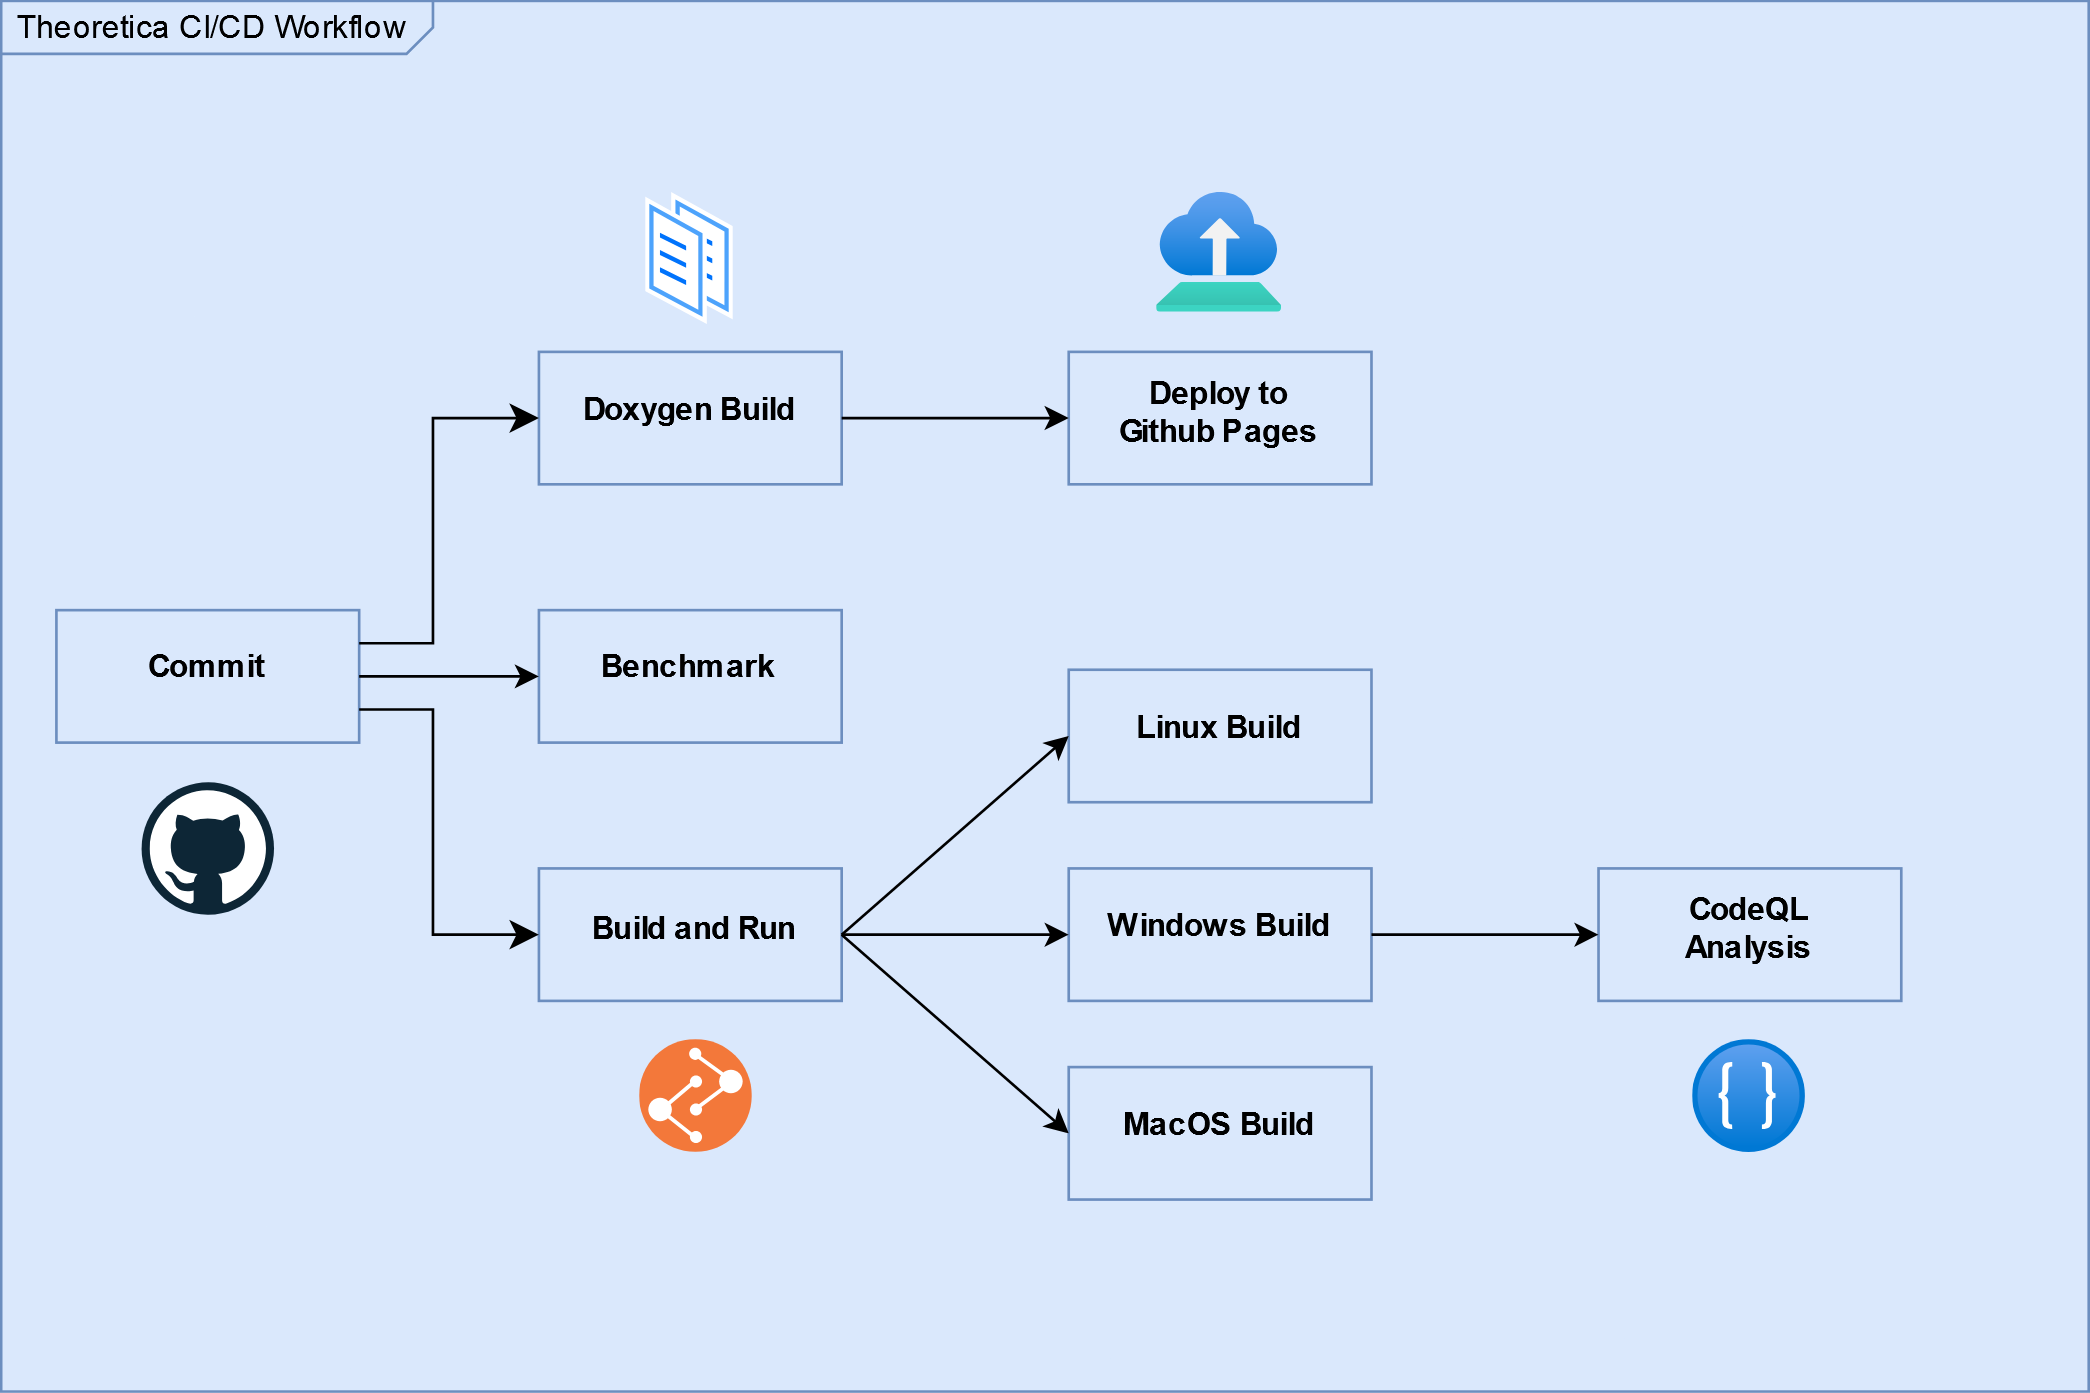 Theoretica CI/CD Workflow
Doxygen Build
Deploy to
Github Pages
Commit
Benchmark
Linux Build
Build and Run
Windows Build
CodeQL
Analysis
MacOS Build
{ }